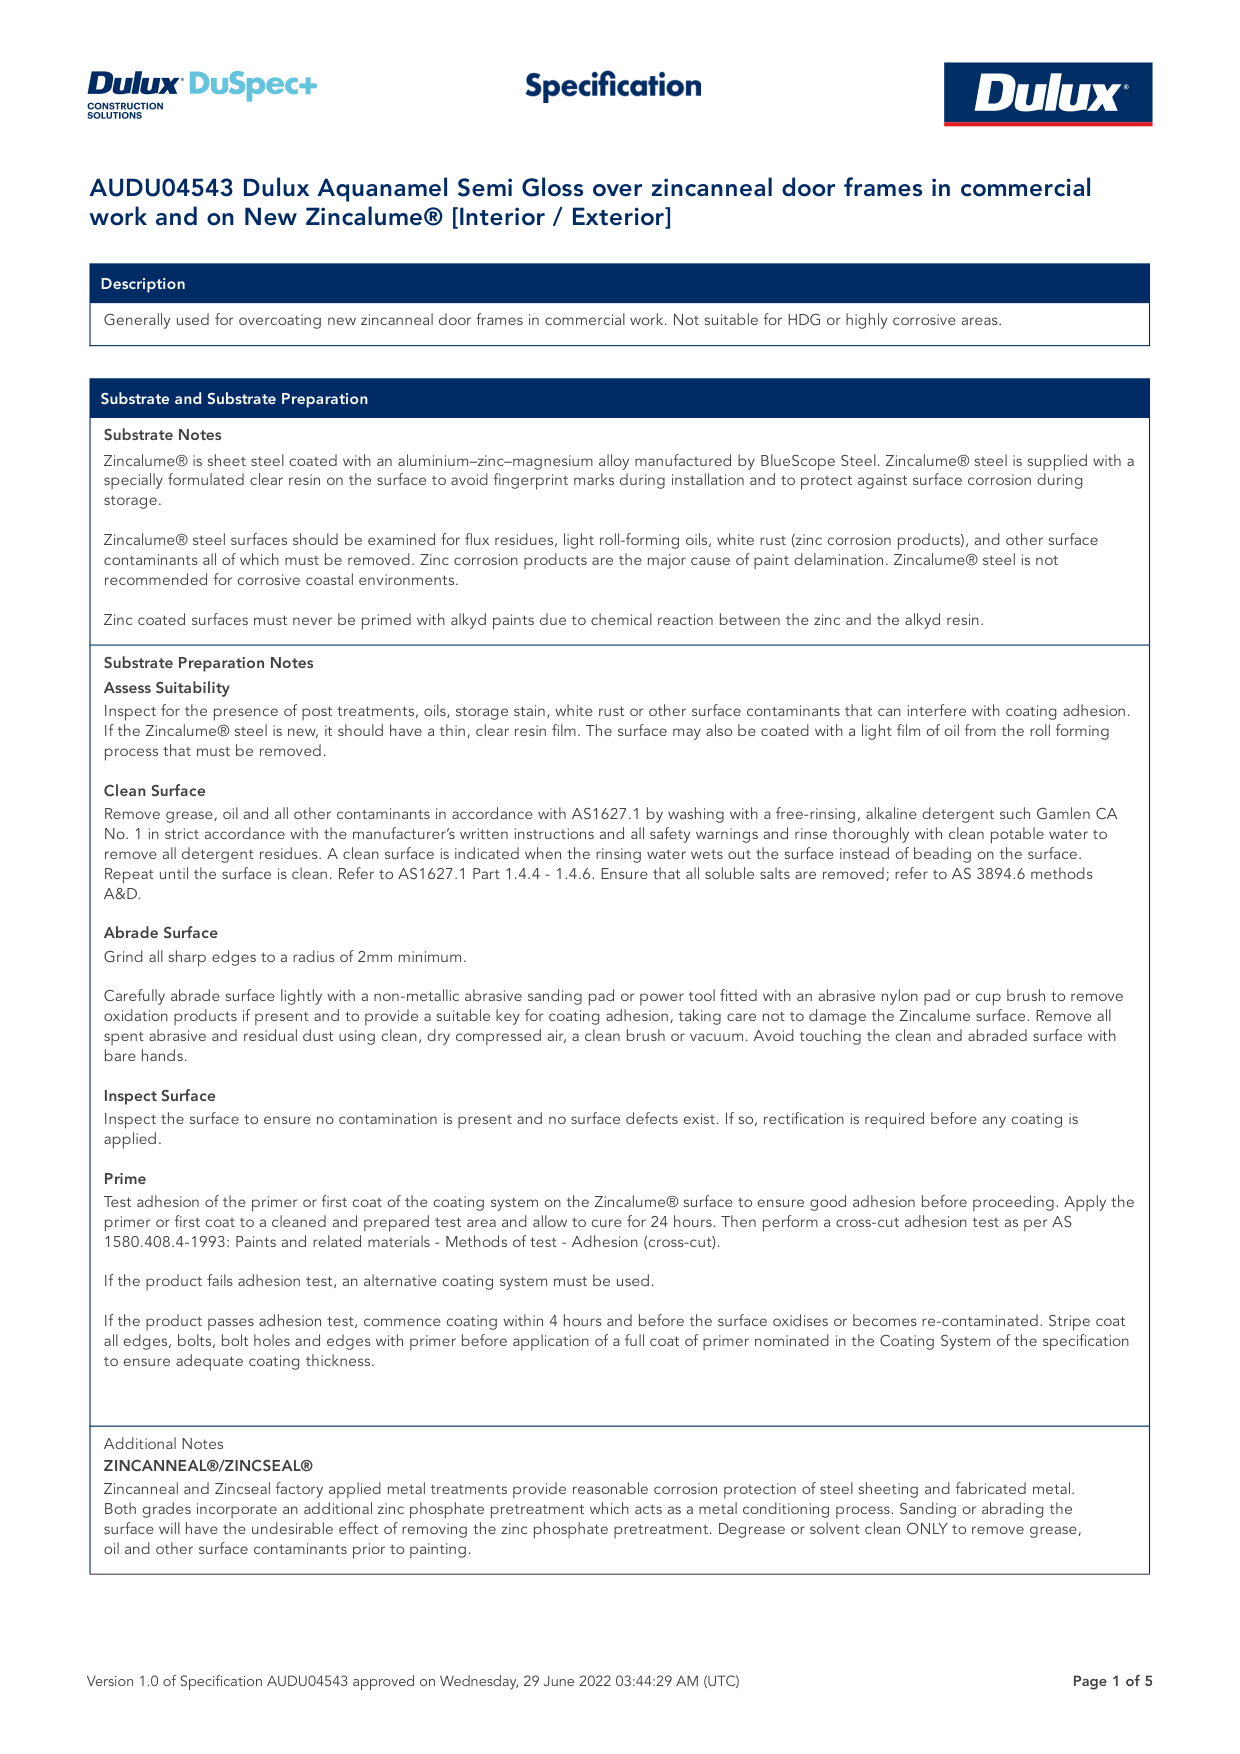 Dulux DuSpec+
CONSTRUCTION
SOLUTIONS
Specification
Dulux®
AUDU04543 Dulux Aquanamel Semi Gloss over zincanneal door frames in commercial
work and on New Zincalume® [Interior / Exterior]
Description
Generally used for overcoating new zincanneal door frames in commercial work. Not suitable for HDG or highly corrosive areas.
Substrate and Substrate Preparation
Substrate Notes
Zincalume® is sheet steel coated with an aluminium–zinc–magnesium alloy manufactured by BlueScope Steel. Zincalume® steel is supplied with a
specially formulated clear resin on the surface to avoid fingerprint marks during installation and to protect against surface corrosion during
storage.
Zincalume® steel surfaces should be examined for flux residues, light roll-forming oils, white rust (zinc corrosion products), and other surface
contaminants all of which must be removed. Zinc corrosion products are the major cause of paint delamination. Zincalume® steel is not
recommended for corrosive coastal environments.
Zinc coated surfaces must never be primed with alkyd paints due to chemical reaction between the zinc and the alkyd resin.
Substrate Preparation Notes
Assess Suitability
Inspect for the presence of post treatments, oils, storage stain, white rust or other surface contaminants that can interfere with coating adhesion.
If the Zincalume® steel is new, it should have a thin, clear resin film. The surface may also be coated with a light film of oil from the roll forming
process that must be removed.
Clean Surface
Remove grease, oil and all other contaminants in accordance with AS1627.1 by washing with a free-rinsing, alkaline detergent such Gamlen CA
No. 1 in strict accordance with the manufacturer’s written instructions and all safety warnings and rinse thoroughly with clean potable water to
remove all detergent residues. A clean surface is indicated when the rinsing water wets out the surface instead of beading on the surface.
Repeat until the surface is clean. Refer to AS1627.1 Part 1.4.4 - 1.4.6. Ensure that all soluble salts are removed; refer to AS 3894.6 methods
A&D.
Abrade Surface
Grind all sharp edges to a radius of 2mm minimum.
Carefully abrade surface lightly with a non-metallic abrasive sanding pad or power tool fitted with an abrasive nylon pad or cup brush to remove
oxidation products if present and to provide a suitable key for coating adhesion, taking care not to damage the Zincalume surface. Remove all
spent abrasive and residual dust using clean, dry compressed air, a clean brush or vacuum. Avoid touching the clean and abraded surface with
bare hands.
Inspect Surface
Inspect the surface to ensure no contamination is present and no surface defects exist. If so, rectification is required before any coating is
applied.
Prime
Test adhesion of the primer or first coat of the coating system on the Zincalume® surface to ensure good adhesion before proceeding. Apply the
primer or first coat to a cleaned and prepared test area and allow to cure for 24 hours. Then perform a cross-cut adhesion test as per AS
1580.408.4-1993: Paints and related materials - Methods of test - Adhesion (cross-cut).
If the product fails adhesion test, an alternative coating system must be used.
If the product passes adhesion test, commence coating within 4 hours and before the surface oxidises or becomes re-contaminated. Stripe coat
all edges, bolts, bolt holes and edges with primer before application of a full coat of primer nominated in the Coating System of the specification
to ensure adequate coating thickness.
Additional Notes
ZINCANNEAL®/ZINCSEAL®
Zincanneal and Zincseal factory applied metal treatments provide reasonable corrosion protection of steel sheeting and fabricated metal.
Both grades incorporate an additional zinc phosphate pretreatment which acts as a metal conditioning process. Sanding or abrading the
surface will have the undesirable effect of removing the zinc phosphate pretreatment. Degrease or solvent clean ONLY to remove grease,
oil and other surface contaminants prior to painting.
Version 1.0 of Specification AUDU04543 approved on Wednesday, 29 June 2022 03:44:29 AM (UTC)
Page 1 of 5